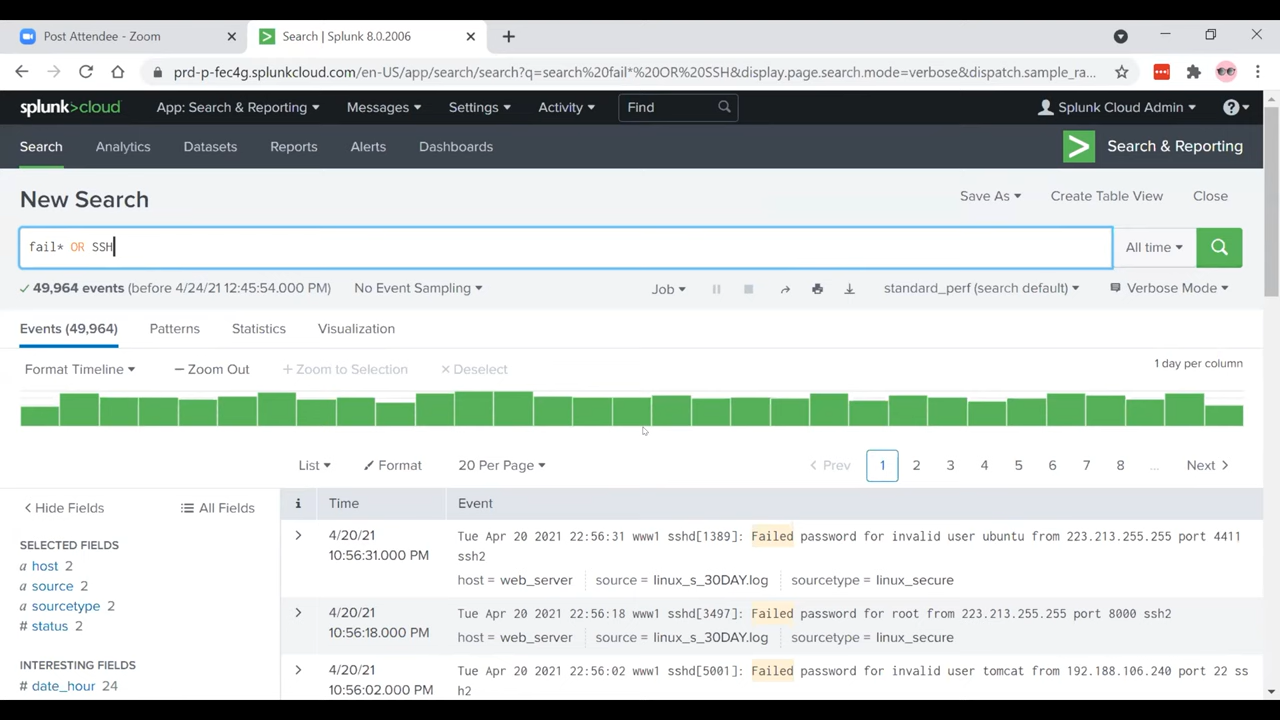 Post Attendee - Zoom
Search | Splunk 8.0.2006
prd-p-fec4g.splunkcloud.com/en-US/app/search/search?q=search%20fail*%20OR%20SSH&display.page.search.mode=verbose&dispatch.sample_ra...
splunk>cloud App: Search & Reporting Messages Settings Activity Find Splunk Cloud Admin
Search Analytics Datasets Reports Alerts Dashboards Search & Reporting
New Search Save As Create Table View Close
fail* OR SSH All time
49,964 events (before 4/24/21 12:45:54.000 PM) No Event Sampling Job standard_perf (search default) Verbose Mode
Events (49,964) Patterns Statistics Visualization
Format Timeline — Zoom Out + Zoom to Selection × Deselect 1 day per column
List Format 20 Per Page < Prev 1 2 3 4 5 6 7 8 ... Next >
< Hide Fields All Fields
i Time Event
SELECTED FIELDS
a host 2
a source 2
a sourcetype 2
# status 2
INTERESTING FIELDS
# date_hour 24
4/20/21
10:56:31.000 PM
Tue Apr 20 2021 22:56:31 www1 sshd[1389]: Failed password for invalid user ubuntu from 223.213.255.255 port 4411
ssh2
host = web_server source = linux_s_30DAY.log sourcetype = linux_secure
4/20/21
10:56:18.000 PM
Tue Apr 20 2021 22:56:18 www1 sshd[3497]: Failed password for root from 223.213.255.255 port 8000 ssh2
host = web_server source = linux_s_30DAY.log sourcetype = linux_secure
4/20/21
10:56:02.000 PM
Tue Apr 20 2021 22:56:02 www1 sshd[5001]: Failed password for invalid user tomcat from 192.188.106.240 port 22 ss
h2